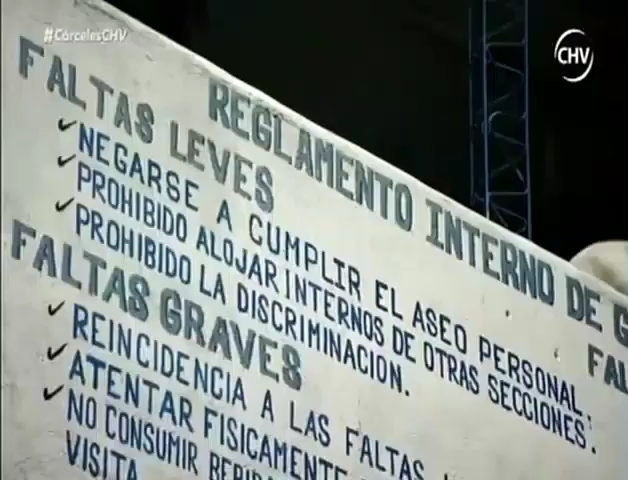 #CárcelesCHV
CHV
REGLAMENTO INTERNO DE
FALTAS LEVES
NEGARSE A CUMPLIR EL ASEO PERSONAL.
PROHIBIDO ALOJAR INTERNOS DE OTRAS SECCIONES.
PROHIBIDO LA DISCRIMINACION.
FALTAS GRAVES
REINCIDENCIA A LAS FALTAS
ATENTAR FISICAMENTE
NO CONSUMIR
VISITA